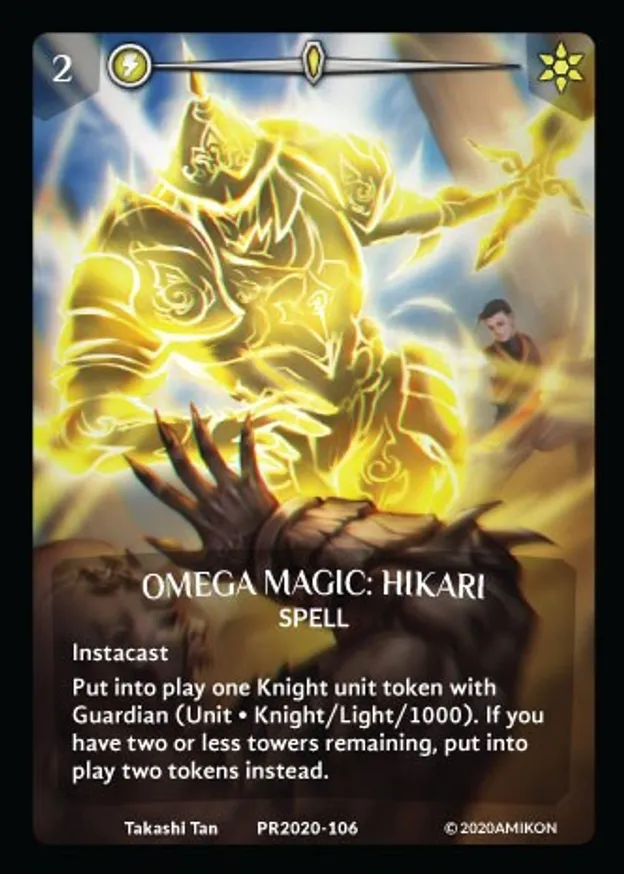 2
OMEGA MAGIC: HIKARI
SPELL
Instacast
Put into play one Knight unit token with
Guardian (Unit • Knight/Light/1000). If you
have two or less towers remaining, put into
play two tokens instead.
Takashi Tan PR2020-106 © 2020AMIKON